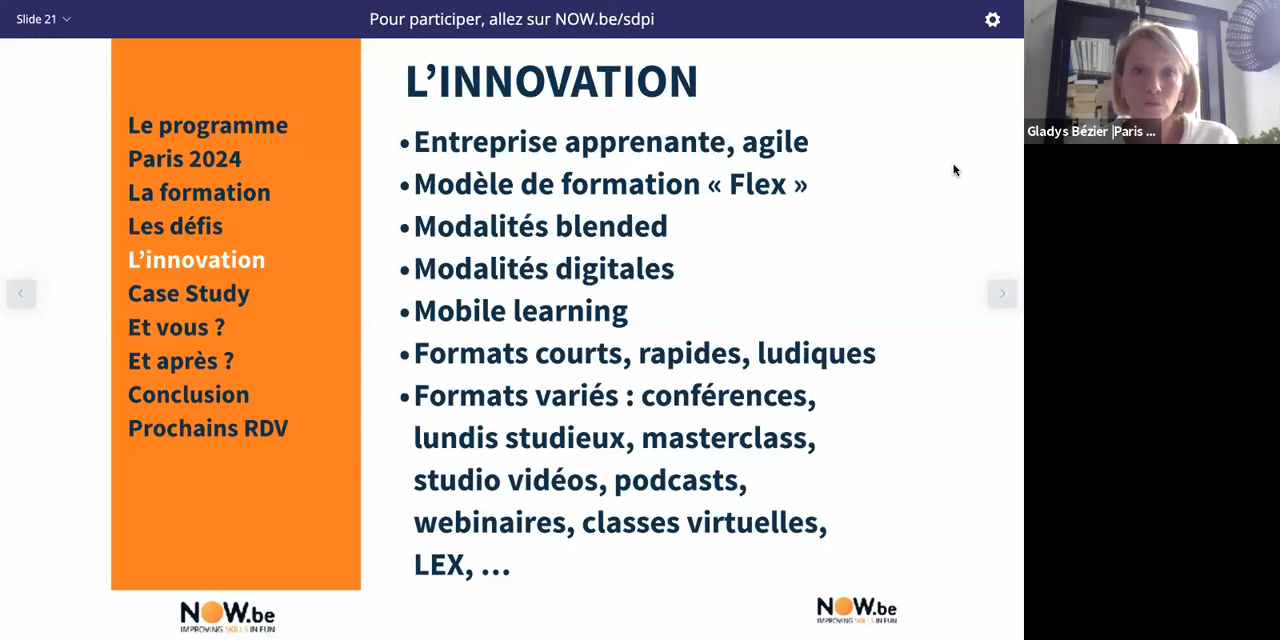 Slide 21
Pour participer, allez sur NOW.be/sdpi
Gladys Bézier |Paris ...
Le programme
Paris 2024
La formation
Les défis
L’innovation
Case Study
Et vous ?
Et après ?
Conclusion
Prochains RDV
L’INNOVATION
•Entreprise apprenante, agile
•Modèle de formation « Flex »
•Modalités blended
•Modalités digitales
•Mobile learning
•Formats courts, rapides, ludiques
•Formats variés : conférences,
lundis studieux, masterclass,
studio vidéos, podcasts,
webinaires, classes virtuelles,
LEX, …
NOW.be
IMPROVING SKILLS IN FUN
NOW.be
IMPROVING SKILLS IN FUN